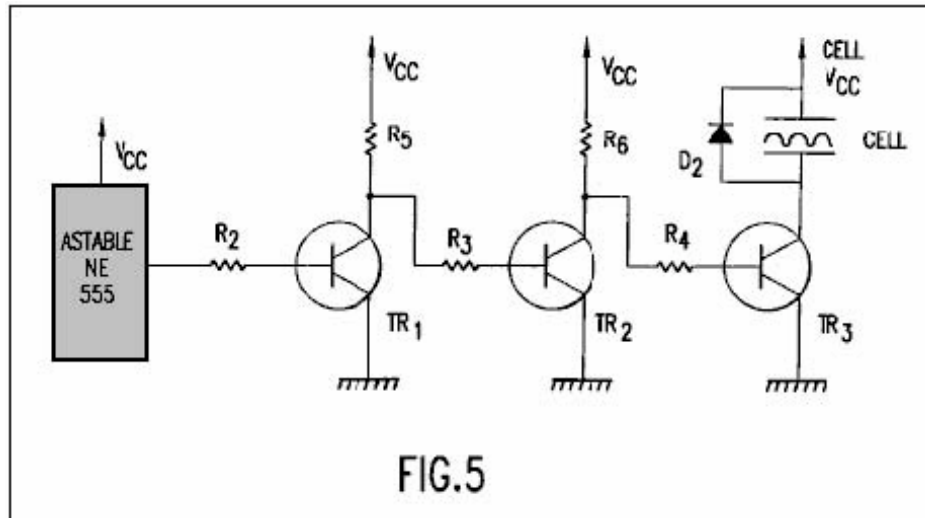 VCC
ASTABLE
NE
555
R2
VCC
R5
TR1
R3
VCC
R6
TR2
R4
CELL
VCC
D2
CELL
TR3
FIG.5